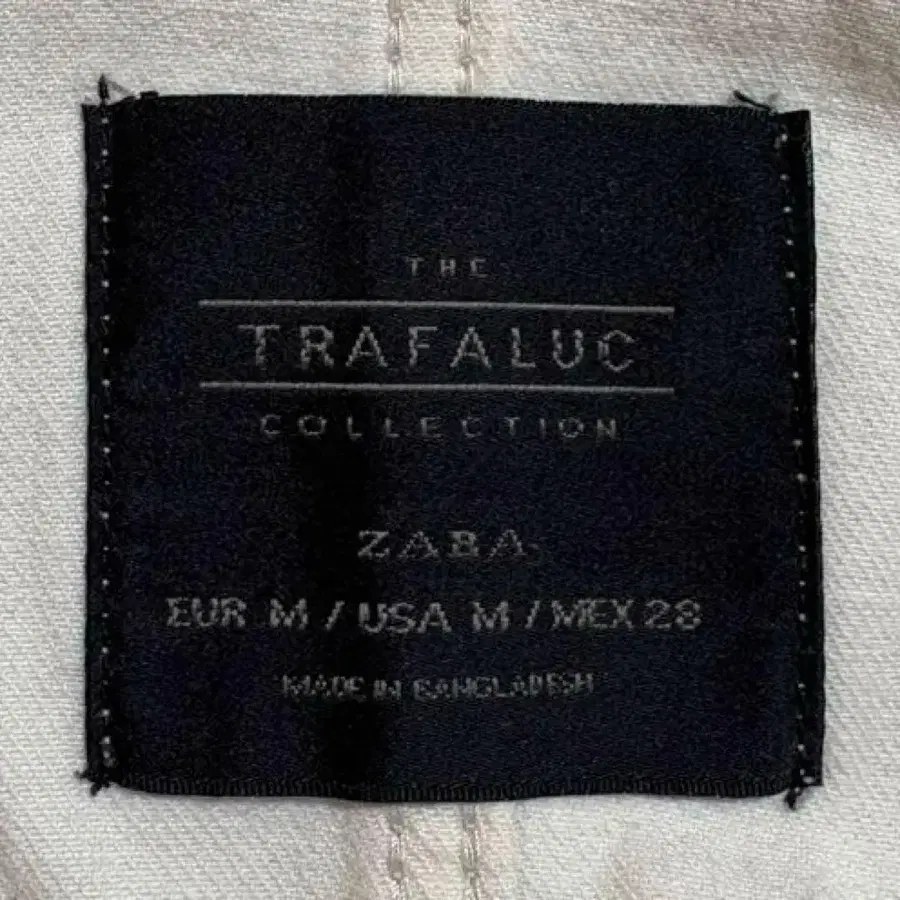 THE
TRAFALUC
COLLECTION
ZARA
EUR M / USA M / MEX 28
MADE IN BANGLADESH